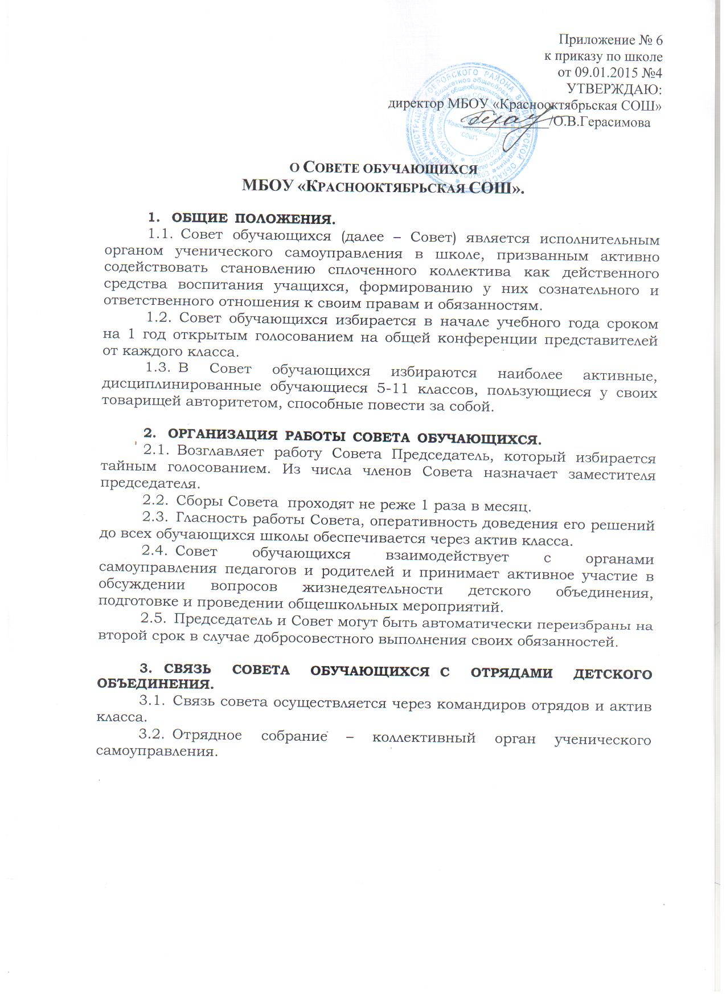 Приложение № 6
к приказу по школе
от 09.01.2015 №4
УТВЕРЖДАЮ:
директор МБОУ «Краснооктябрьская СОШ»
/О.В.Герасимова
о Совете обучающихся
МБОУ «Краснооктябрьская СОШ».
1. ОБЩИЕ ПОЛОЖЕНИЯ.
1.1. Совет обучающихся (далее – Совет) является исполнительным
органом ученического самоуправления в школе, призванным активно
содействовать становлению сплоченного коллектива как действенного
средства воспитания учащихся, формированию у них сознательного и
ответственного отношения к своим правам и обязанностям.
1.2. Совет обучающихся избирается в начале учебного года сроком
на 1 год открытым голосованием на общей конференции представителей
от каждого класса.
1.3. В Совет обучающихся избираются наиболее активные,
дисциплинированные обучающиеся 5-11 классов, пользующиеся у своих
товарищей авторитетом, способные повести за собой.
2. ОРГАНИЗАЦИЯ РАБОТЫ СОВЕТА ОБУЧАЮЩИХСЯ.
2.1. Возглавляет работу Совета Председатель, который избирается
тайным голосованием. Из числа членов Совета назначает заместителя
председателя.
2.2. Сборы Совета проходят не реже 1 раза в месяц.
2.3. Гласность работы Совета, оперативность доведения его решений
до всех обучающихся школы обеспечивается через актив класса.
2.4. Совет обучающихся взаимодействует с органами
самоуправления педагогов и родителей и принимает активное участие в
обсуждении вопросов жизнедеятельности детского объединения,
подготовке и проведении общешкольных мероприятий.
2.5. Председатель и Совет могут быть автоматически переизбраны на
второй срок в случае добросовестного выполнения своих обязанностей.
3. СВЯЗЬ СОВЕТА ОБУЧАЮЩИХСЯ С ОТРЯДАМИ ДЕТСКОГО
ОБЪЕДИНЕНИЯ.
3.1. Связь совета осуществляется через командиров отрядов и актив
класса.
3.2. Отрядное собрание – коллективный орган ученического
самоуправления.